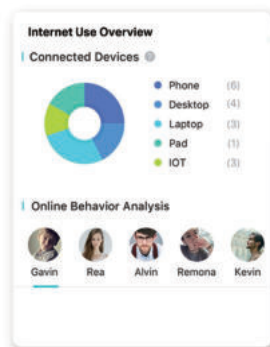 Internet Use Overview
Connected Devices ?
Phone (6)
Desktop (4)
Laptop (3)
Pad (1)
IOT (3)
Online Behavior Analysis
Gavin Rea Alvin Remona Kevin